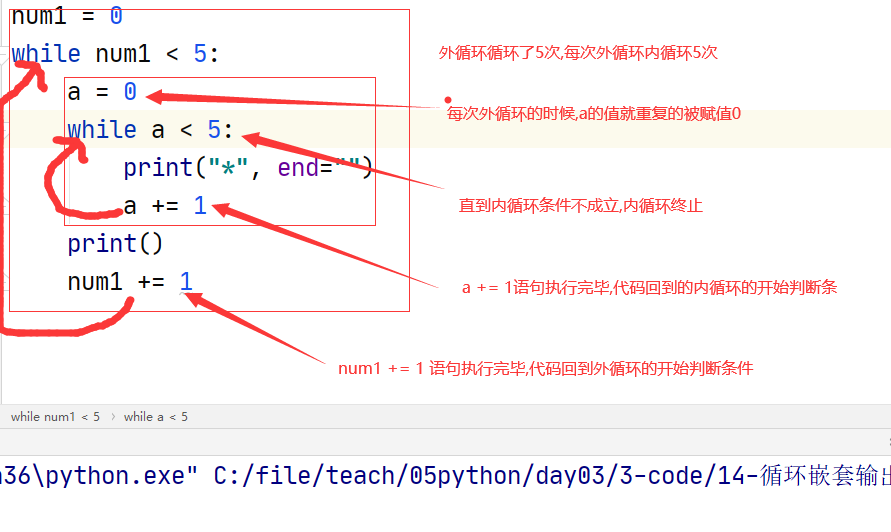 num1 = 0
while num1 < 5:
外循环循环了5次,每次外循环内循环5次
a = 0
每次外循环的时候,a的值就重复的被赋值0
while a < 5:
print("*", end="")
直到内循环条件不成立,内循环终止
a += 1
print()
a += 1语句执行完毕,代码回到的内循环的开始判断条
num1 += 1
num1 += 1 语句执行完毕,代码回到外循环的开始判断条件
while num1 < 5 › while a < 5
36\python.exe" C:/file/teach/05python/day03/3-code/14-循环嵌套输出